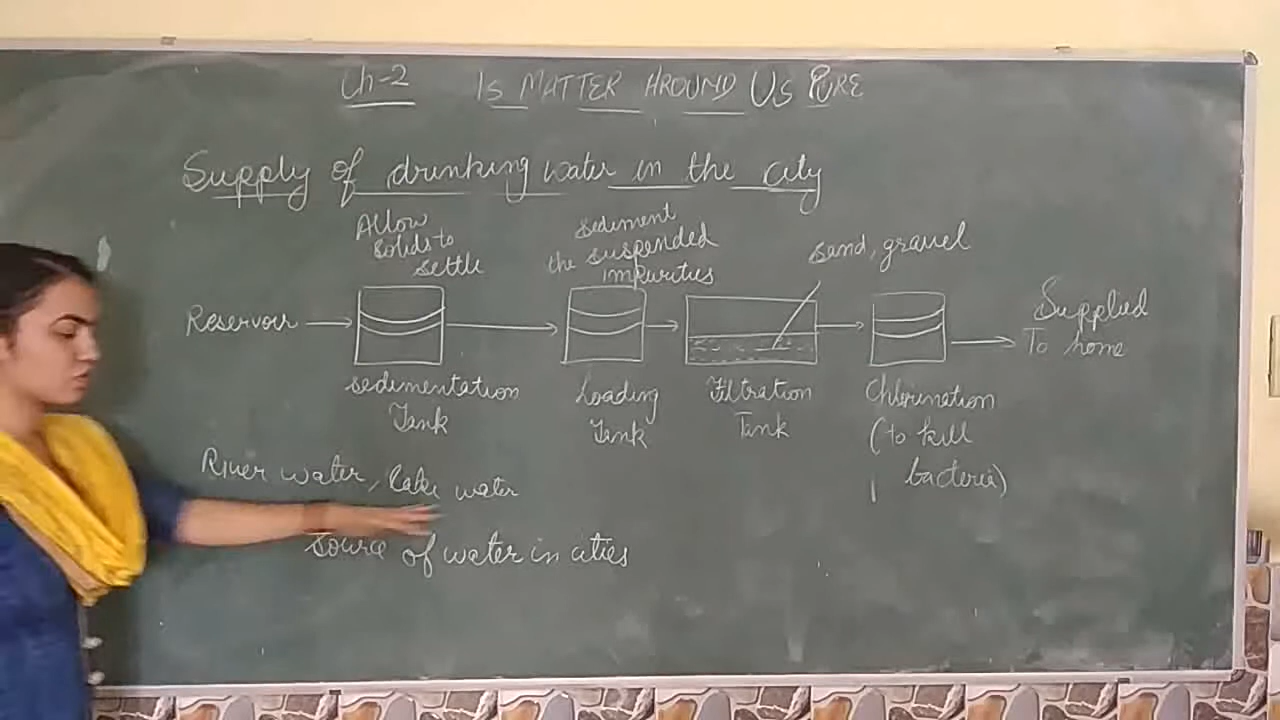 Ch-2 IS MATTER AROUND US PURE
Supply of drinking water in the city
Allow
solids to
settle
sediment
the suspended
impurities
sand, gravel
Reservoir
Supplied
To home
sedimentation
Tank
Loading
Tank
Filtration
Tank
Chlorination
(to kill
bacteria)
River water, lake water
Source of water in cities